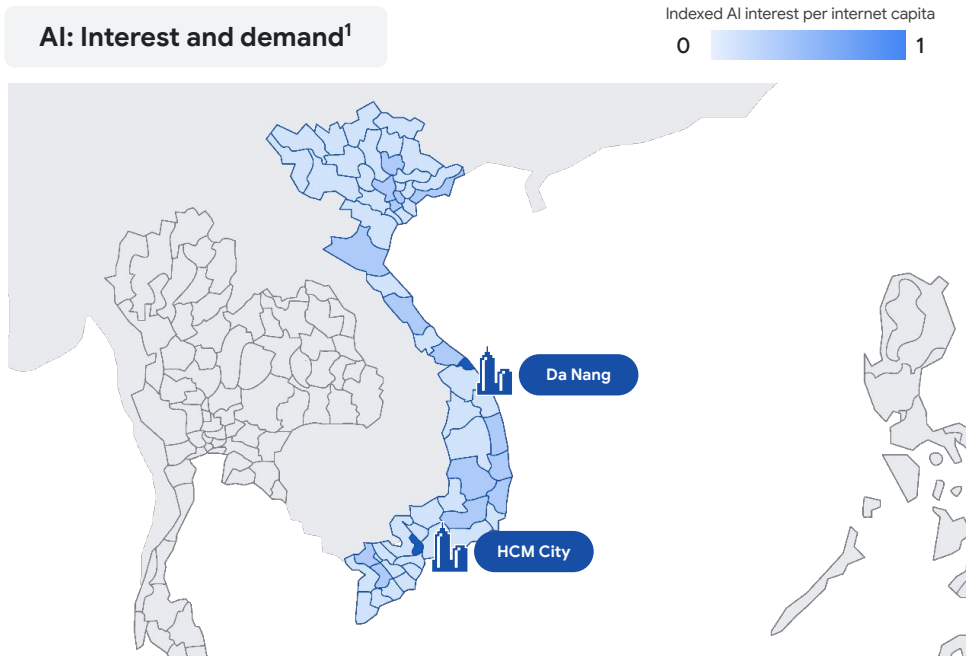 AI: Interest and demand¹
Indexed AI interest per internet capita
0 1
Da Nang
HCM City